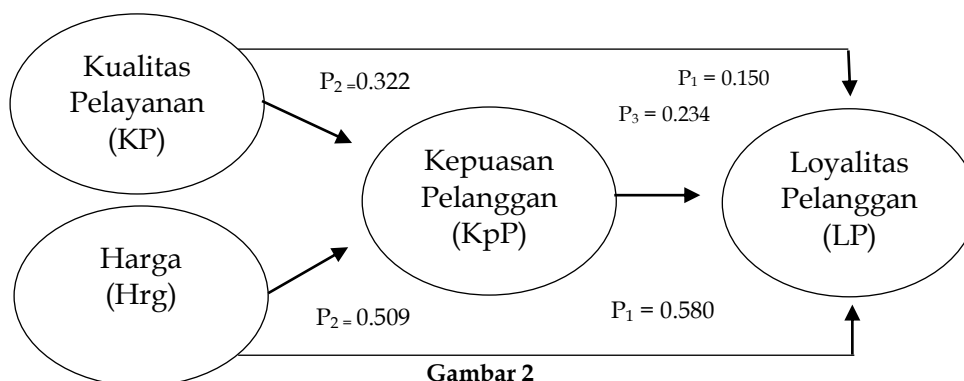 Kualitas
Pelayanan
(KP)
P₂ =0.322
P₁ = 0.150
P₃ = 0.234
Kepuasan
Pelanggan
(KpP)
Loyalitas
Pelanggan
(LP)
Harga
(Hrg)
P₂ = 0.509
P₁ = 0.580
Gambar 2